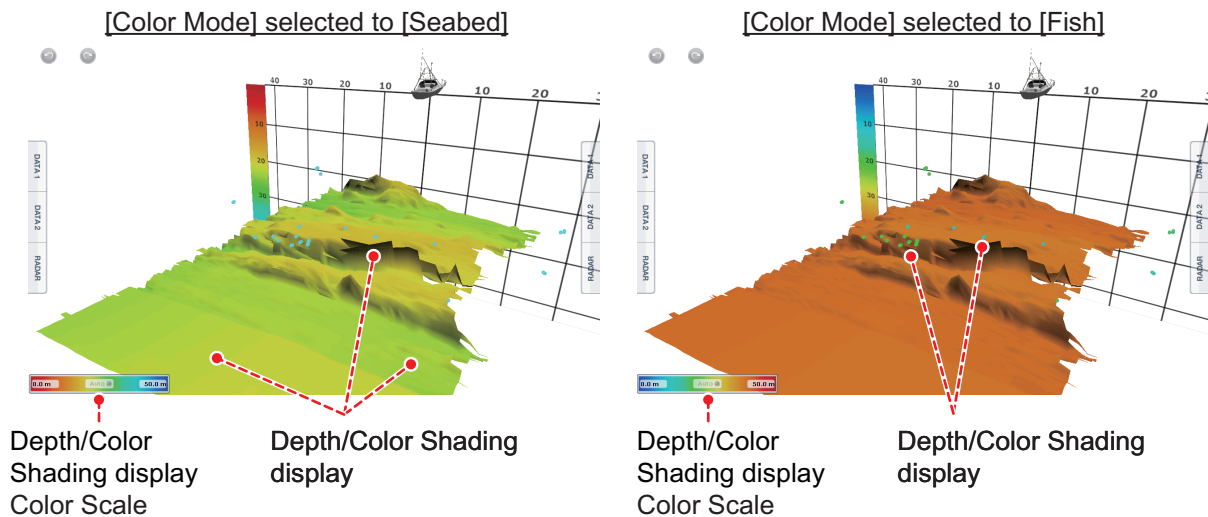 [Color Mode] selected to [Seabed]
40
30
20
10
10
20
3
10
20
30
DATA 1
DATA 2
RADAR
DATA 1
DATA 2
RADAR
0.0 m
Auto
50.0 m
Depth/Color
Shading display
Color Scale
Depth/Color Shading
display
[Color Mode] selected to [Fish]
40
30
20
10
10
20
3
10
20
30
DATA 1
DATA 2
RADAR
DATA 1
DATA 2
RADAR
0.0 m
Auto
50.0 m
Depth/Color
Shading display
Color Scale
Depth/Color Shading
display